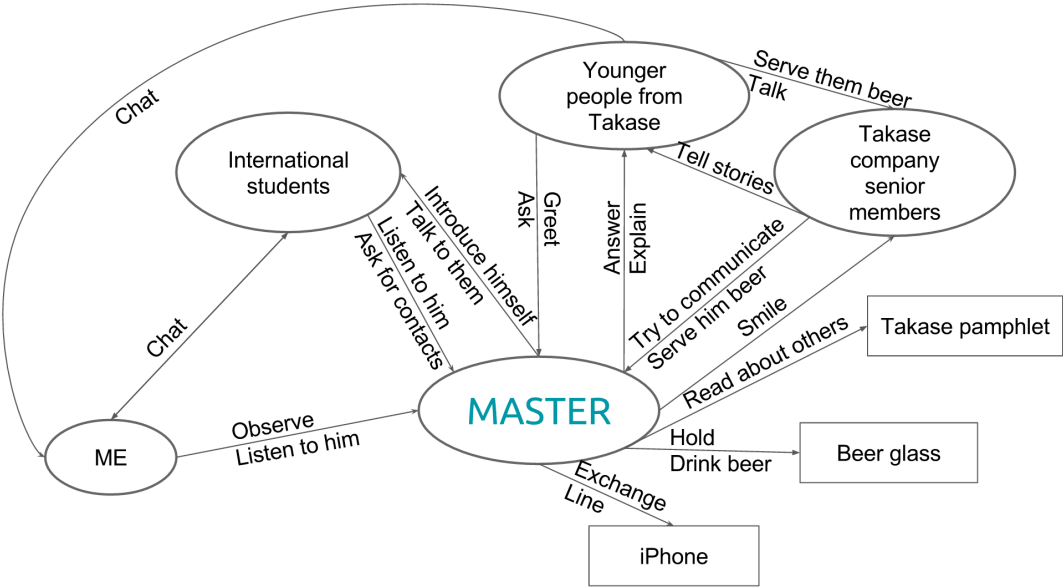 Chat
Younger
people from
Takase
Serve them beer
Talk
International
students
Takase
company
senior
members
Tell stories
Greet
Ask
Answer
Explain
Introduce himself
Talk to them
Listen to him
Ask for contacts
Try to communicate
Serve him beer
Smile
Chat
Takase pamphlet
Read about others
MASTER
Observe
Listen to him
ME
Hold
Drink beer
Beer glass
Exchange
Line
iPhone